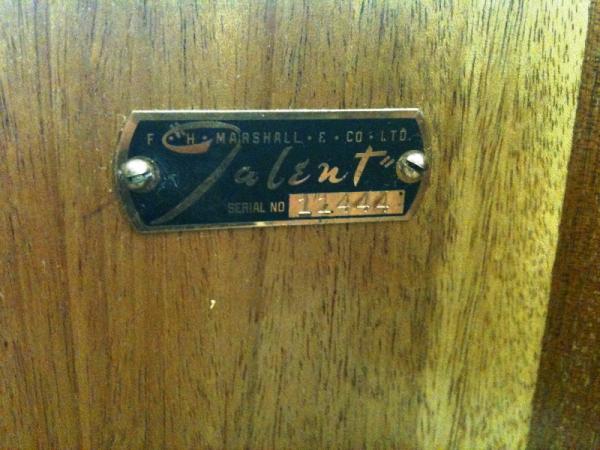 F • H • MARSHALL • & • CO • LTD.
"Talent"
SERIAL NO 11444